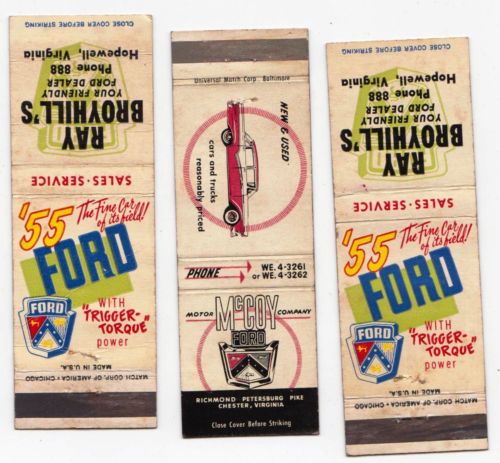 CLOSE COVER BEFORE STRIKING
Hopewell, Virginia
Phone 888
FORD DEALER
YOUR FRIENDLY
BROYHILL'S
RAY
SALES - SERVICE
'55 The Fine Car
of its field!
FORD
FORD
WITH
"TRIGGER-
TORQUE"
power
MADE IN U.S.A.
MATCH CORP. OF AMERICA • CHICAGO
Universal Match Corp Baltimore
NEW & USED
cars and trucks
reasonably priced
PHONE
WE. 4-3261
or WE. 4-3262
MOTOR McCOY COMPANY
FORD
RICHMOND PETERSBURG PIKE
CHESTER, VIRGINIA
Close Cover Before Striking
CLOSE COVER BEFORE STRIKING
Hopewell, Virginia
Phone 888
FORD DEALER
YOUR FRIENDLY
BROYHILL'S
RAY
SALES - SERVICE
'55 The Fine Car
of its field!
FORD
FORD
WITH
"TRIGGER-
TORQUE"
power
MADE IN U.S.A.
MATCH CORP. OF AMERICA • CHICAGO